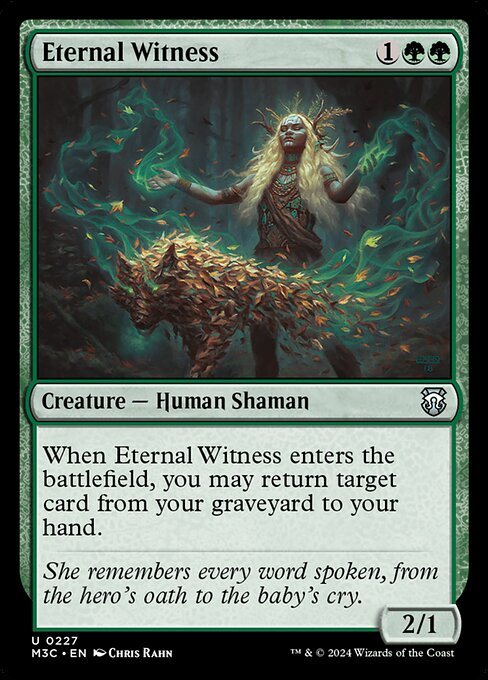 Eternal Witness 1
Creature — Human Shaman
When Eternal Witness enters the
battlefield, you may return target
card from your graveyard to your
hand.
She remembers every word spoken, from
the hero's oath to the baby's cry.
2/1
U 0227
M3C • EN Chris Rahn
™ & © 2024 Wizards of the Coast